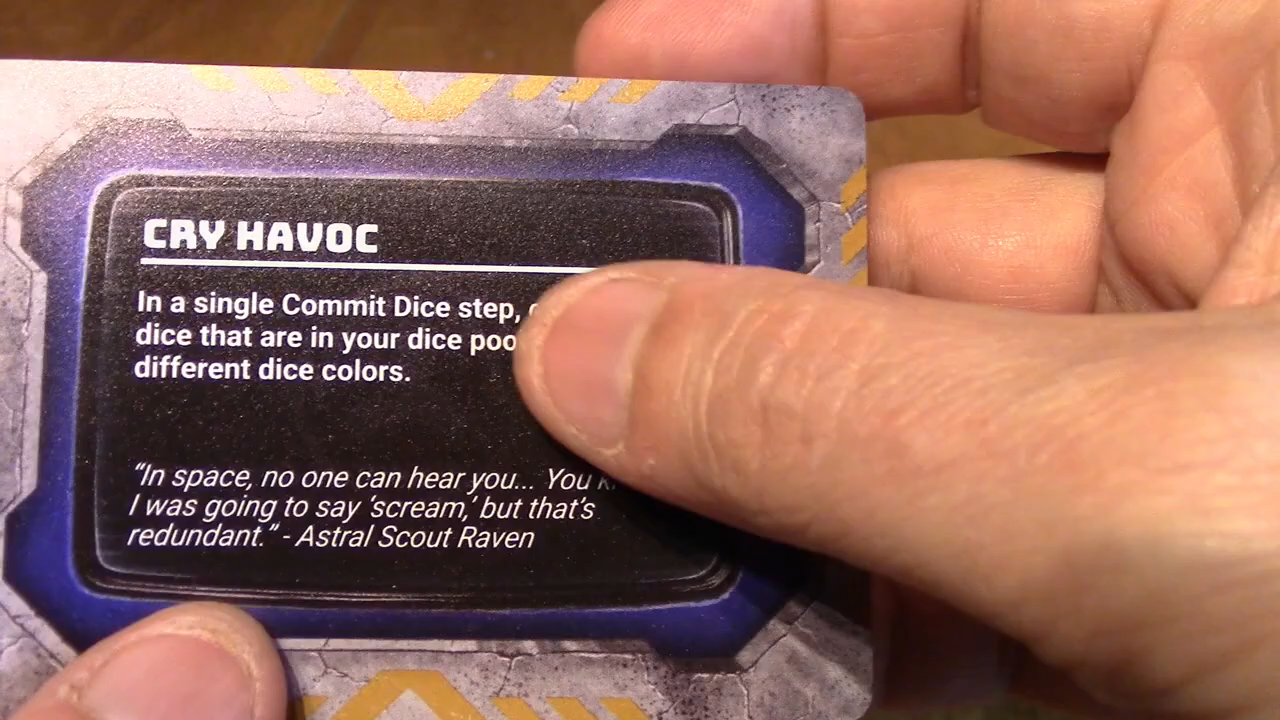 CRY HAVOC
In a single Commit Dice step,
dice that are in your dice
different dice colors.
“In space, no one can hear you... You
I was going to say ‘scream,’ but that's
redundant.” - Astral Scout Raven